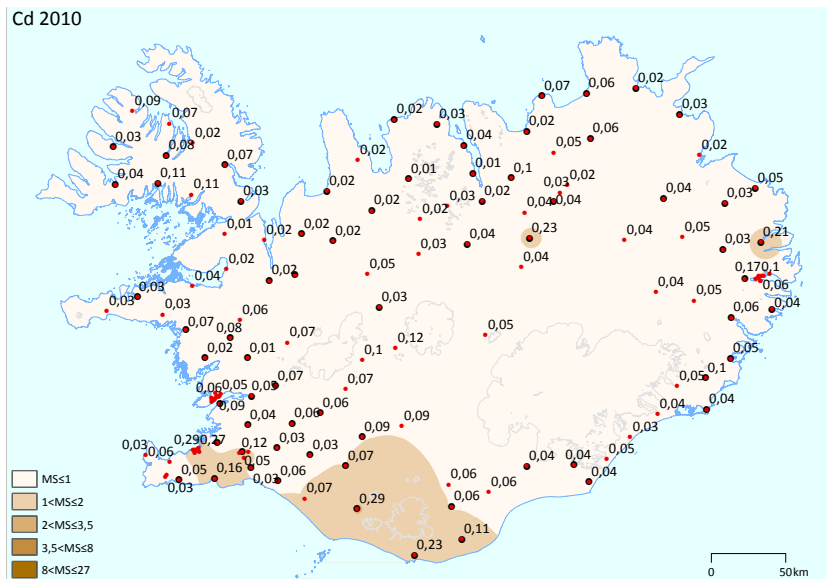 Cd 2010
0,07 0,06 0,02
0,09 0,07 0,02 0,03 0,03
0,03 0,08 0,02 0,02 0,04 0,02 0,06 0,05 0,02
0,04 0,11 0,11 0,07 0,03 0,02 0,01 0,01 0,1 0,02 0,03 0,04 0,04 0,03 0,05
0,01 0,02 0,02 0,02 0,02 0,02 0,03 0,02 0,04 0,23 0,04 0,05 0,03 0,21
0,04 0,02 0,02 0,02 0,03 0,04 0,04 0,17 0,1 0,06
0,03 0,03 0,03 0,06 0,03 0,04 0,05 0,06 0,04
0,07 0,08 0,07 0,12 0,05
0,02 0,01 0,1 0,05
0,06 0,05 0,05 0,07 0,07 0,05 0,1
0,09 0,04 0,06 0,06 0,09 0,04 0,04
0,03 0,06 0,29 0,27 0,12 0,03 0,03 0,09 0,03
0,05 0,16 0,05 0,07 0,04 0,04 0,05
0,03 0,03 0,06 0,07 0,06 0,06 0,04
0,29 0,06
0,23 0,11
MS≤1
1<MS≤2
2<MS≤3,5
3,5<MS≤8
8<MS≤27
0 50 km